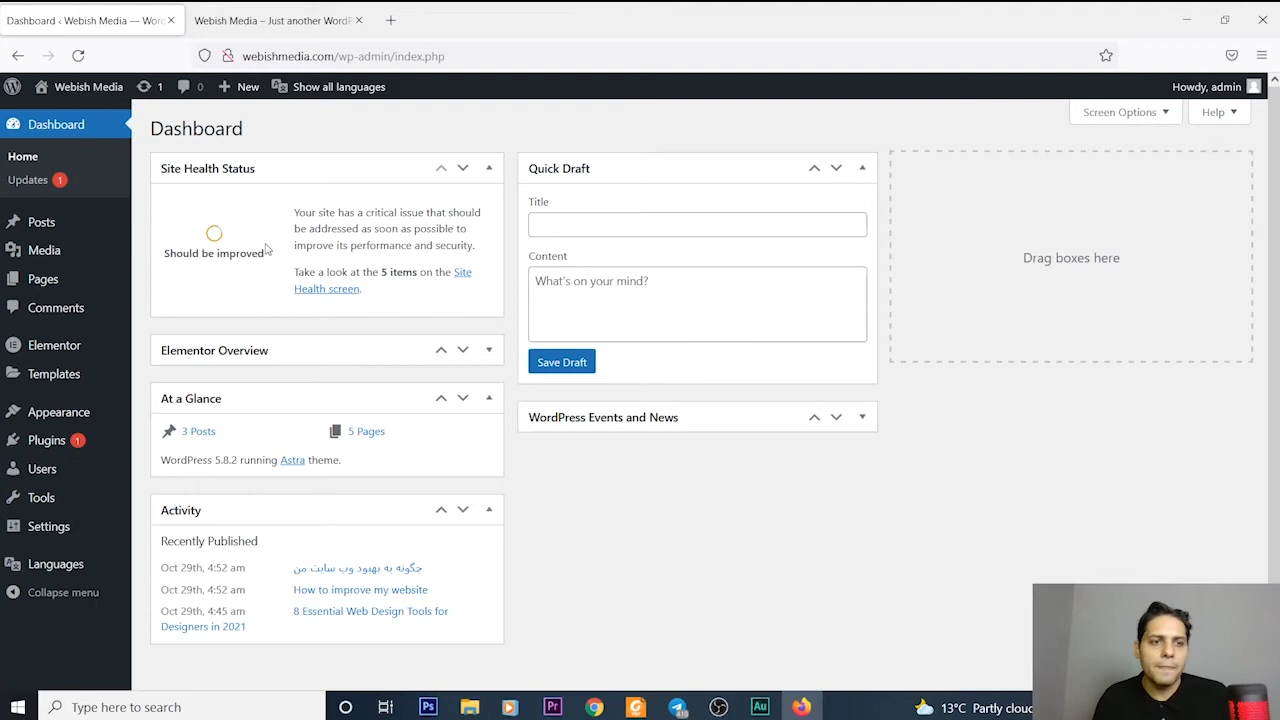 Dashboard ‹ Webish Media — Word
Webish Media – Just another WordP
webishmedia.com/wp-admin/index.php
Webish Media
1
0
New
Show all languages
Howdy, admin
Dashboard
Home
Updates 1
Posts
Media
Pages
Comments
Elementor
Templates
Appearance
Plugins 1
Users
Tools
Settings
Languages
Collapse menu
Dashboard
Screen Options
Help
Site Health Status
Should be improved
Your site has a critical issue that should
be addressed as soon as possible to
improve its performance and security.
Take a look at the 5 items on the Site
Health screen.
Elementor Overview
At a Glance
3 Posts
5 Pages
WordPress 5.8.2 running Astra theme.
Activity
Recently Published
Oct 29th, 4:52 am
چگونه به بهبود وب سایت من
Oct 29th, 4:52 am
How to improve my website
Oct 29th, 4:45 am
8 Essential Web Design Tools for
Designers in 2021
Quick Draft
Title
Content
What's on your mind?
Save Draft
WordPress Events and News
Drag boxes here
Type here to search
Ps
Pr
410
Au
13°C Partly cloud